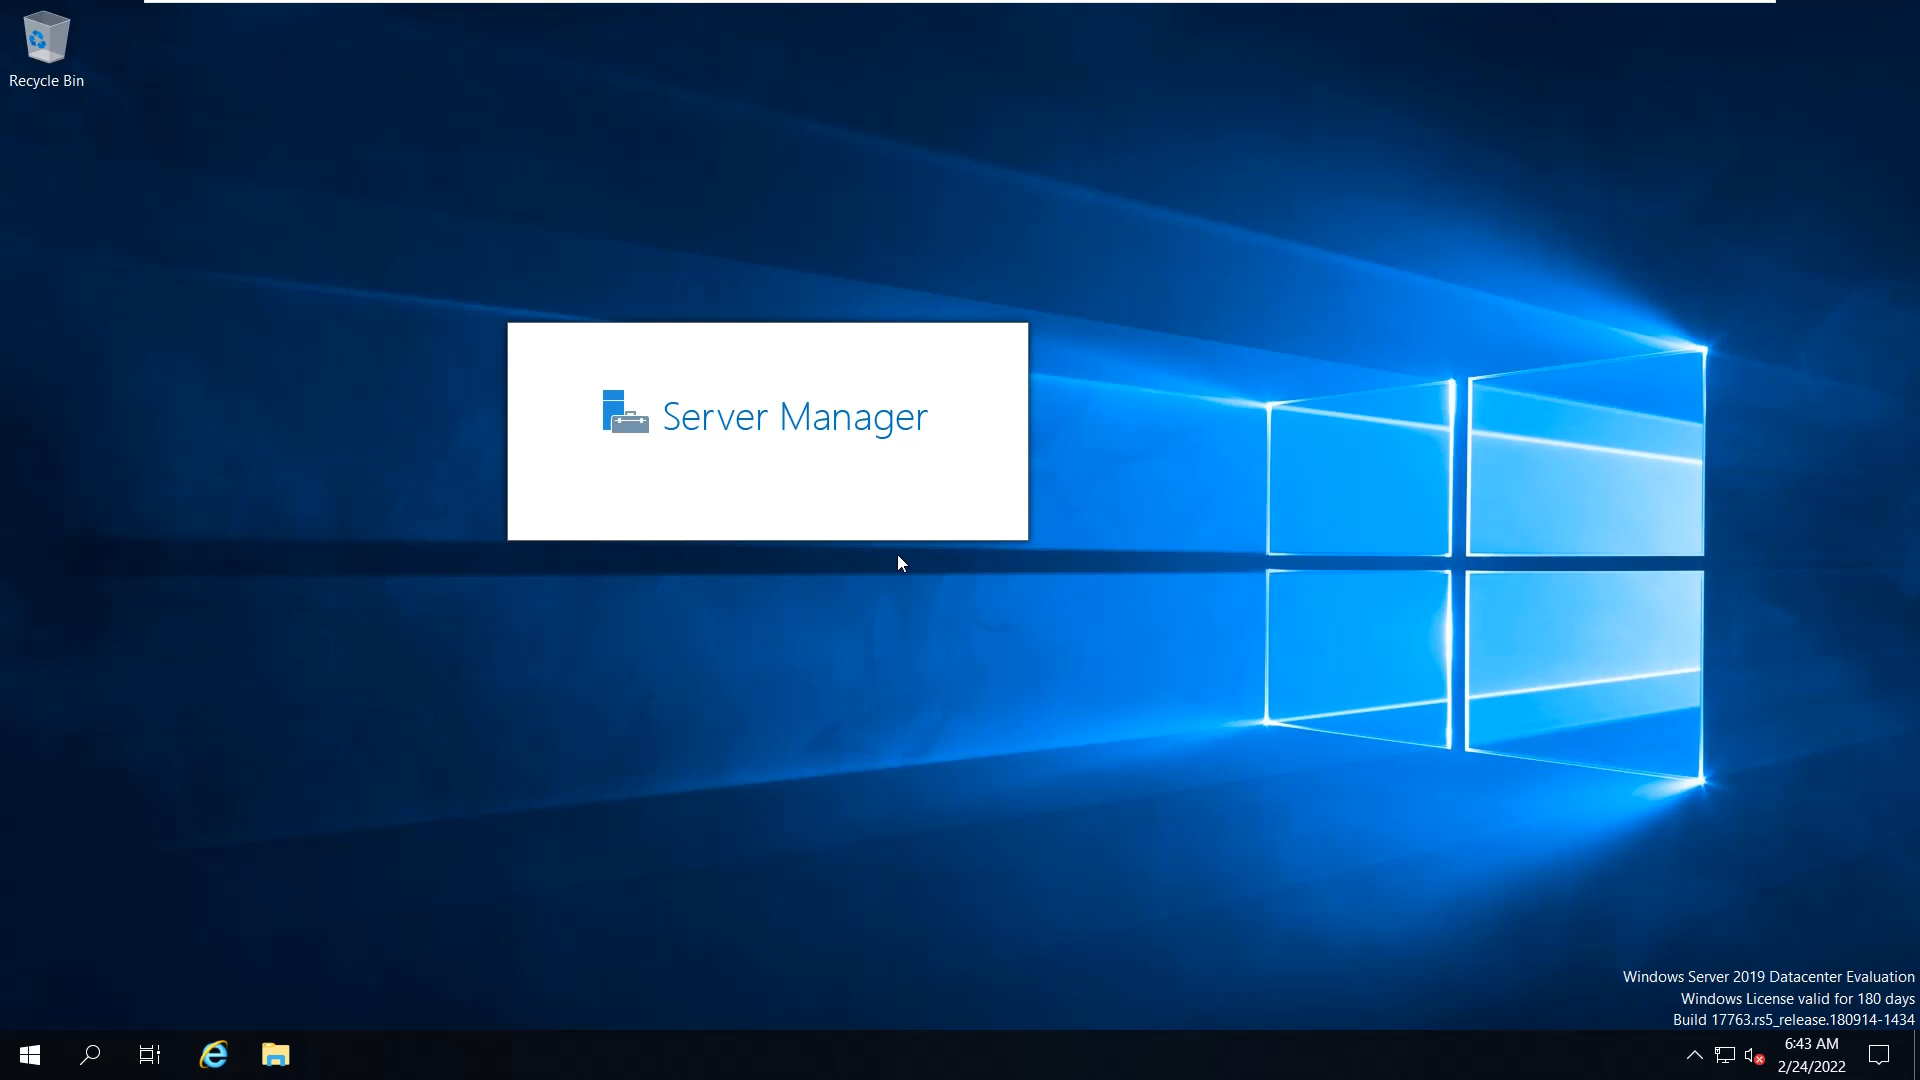 Recycle Bin
Server Manager
Windows Server 2019 Datacenter Evaluation
Windows License valid for 180 days
Build 17763.rs5_release.180914-1434
6:43 AM
2/24/2022